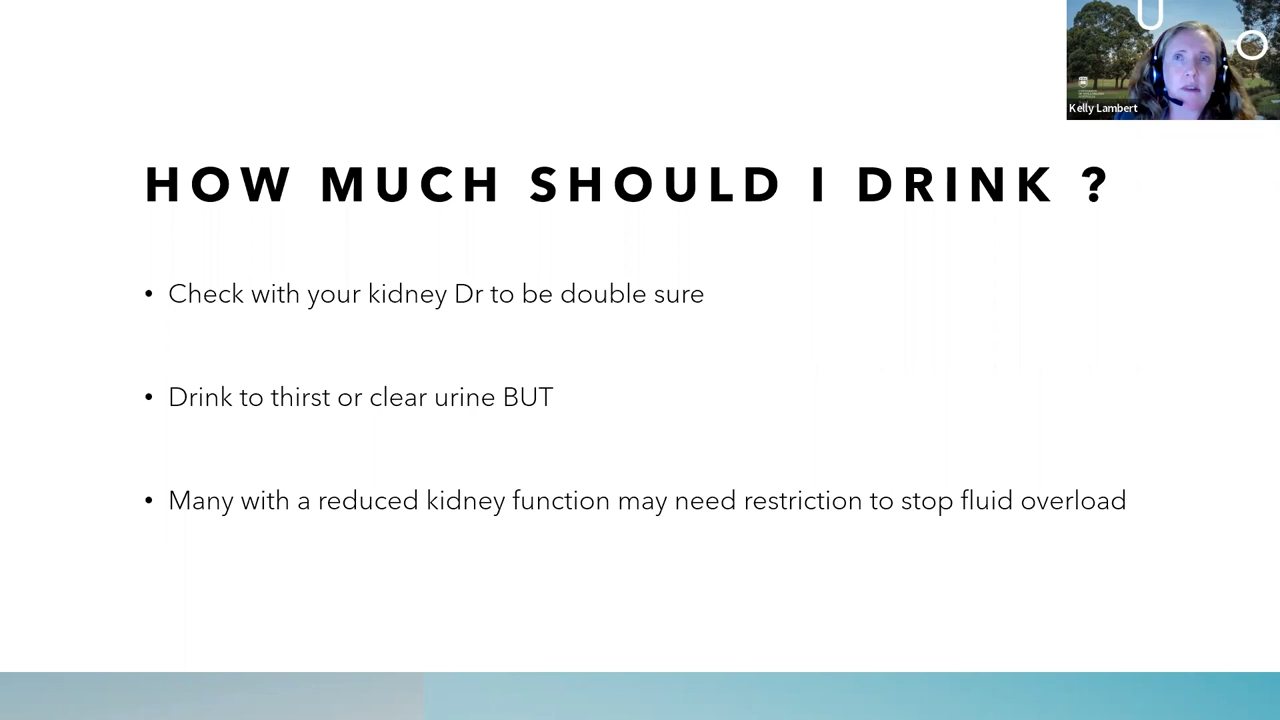 Kelly Lambert
HOW MUCH SHOULD I DRINK ?
• Check with your kidney Dr to be double sure
• Drink to thirst or clear urine BUT
• Many with a reduced kidney function may need restriction to stop fluid overload